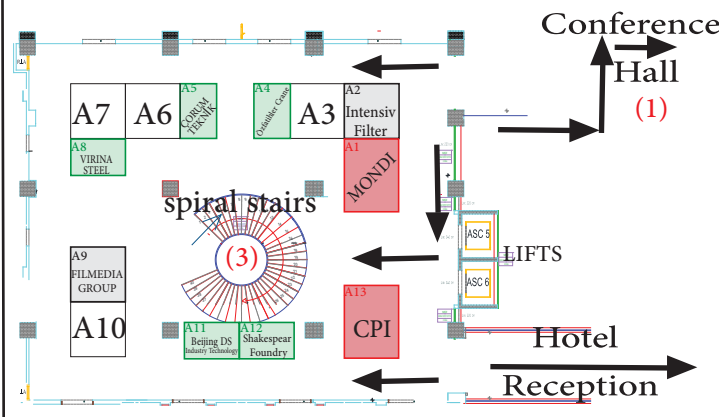 Conference
Hall
(1)
A7
A6
A5
ÇORUM
TEKNİK
A4
A3
A2
Intensiv
Filter
A1
MONDI
A8
VIRINA
STEEL
spiral stairs
(3)
ASC 5
LIFTS
ASC 6
A9
FILMEDIA
GROUP
A10
A11
Beijing DS
Industry Technology
A12
Shakespear
Foundry
A13
CPI
Hotel
Reception